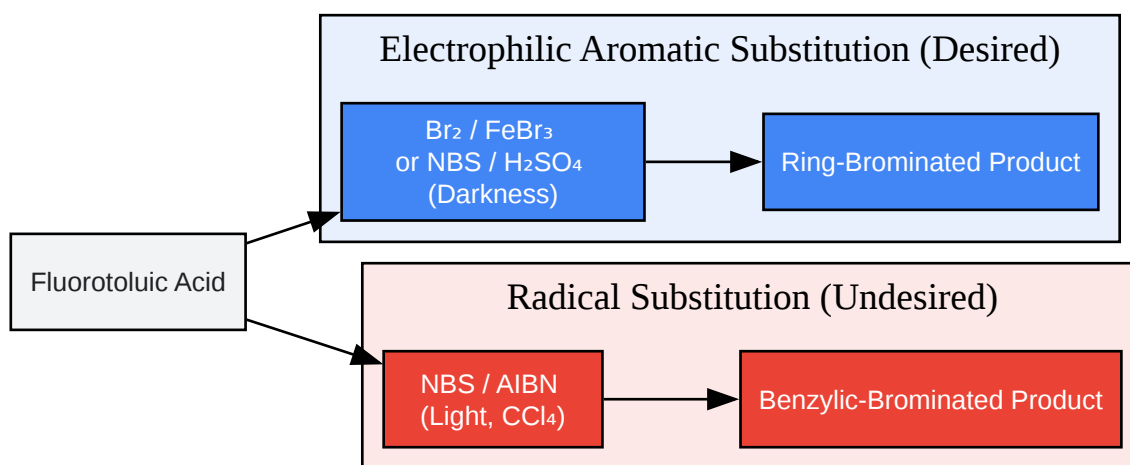 Electrophilic Aromatic Substitution (Desired)
Br₂ / FeBr₃
or NBS / H₂SO₄
(Darkness)
Ring-Brominated Product
Fluorotoluic Acid
Radical Substitution (Undesired)
NBS / AIBN
(Light, CCl₄)
Benzylic-Brominated Product